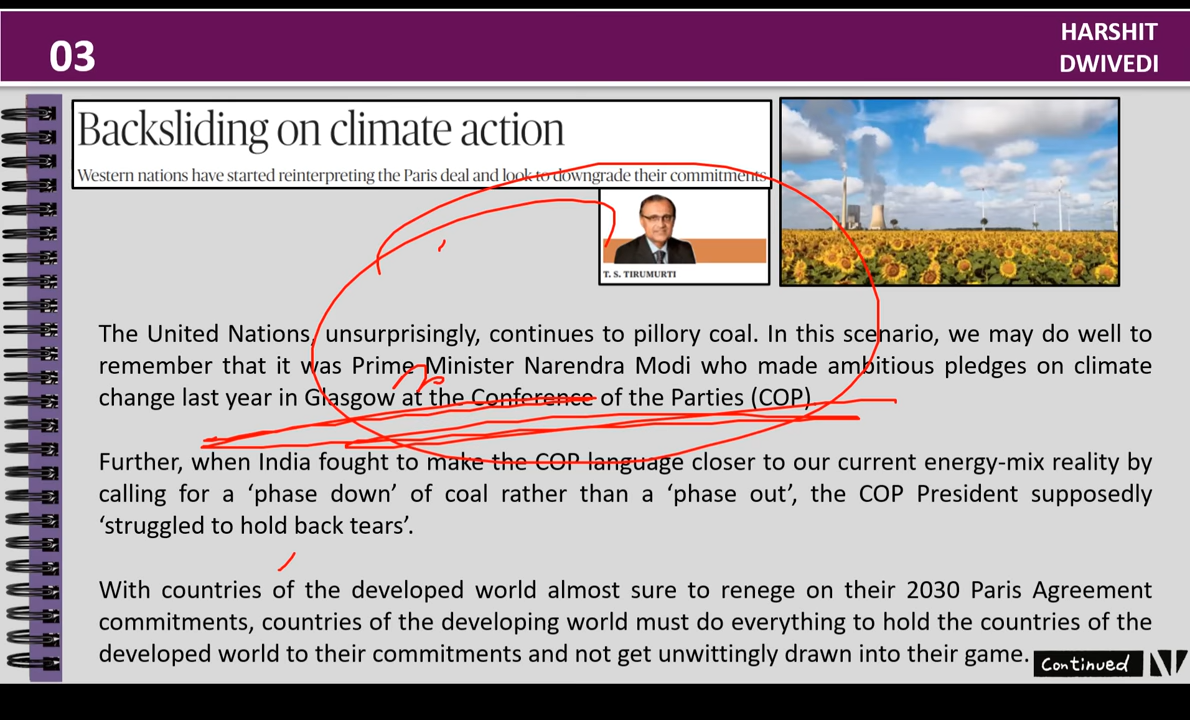 03
HARSHIT
DWIVEDI
Backsliding on climate action
Western nations have started reinterpreting the Paris deal and look to downgrade their commitments
T. S. TIRUMURTI
The United Nations, unsurprisingly, continues to pillory coal. In this scenario, we may do well to
remember that it was Prime Minister Narendra Modi who made ambitious pledges on climate
change last year in Glasgow at the Conference of the Parties (COP).
Further, when India fought to make the COP language closer to our current energy-mix reality by
calling for a ‘phase down’ of coal rather than a ‘phase out’, the COP President supposedly
‘struggled to hold back tears’.
With countries of the developed world almost sure to renege on their 2030 Paris Agreement
commitments, countries of the developing world must do everything to hold the countries of the
developed world to their commitments and not get unwittingly drawn into their game.
Continued